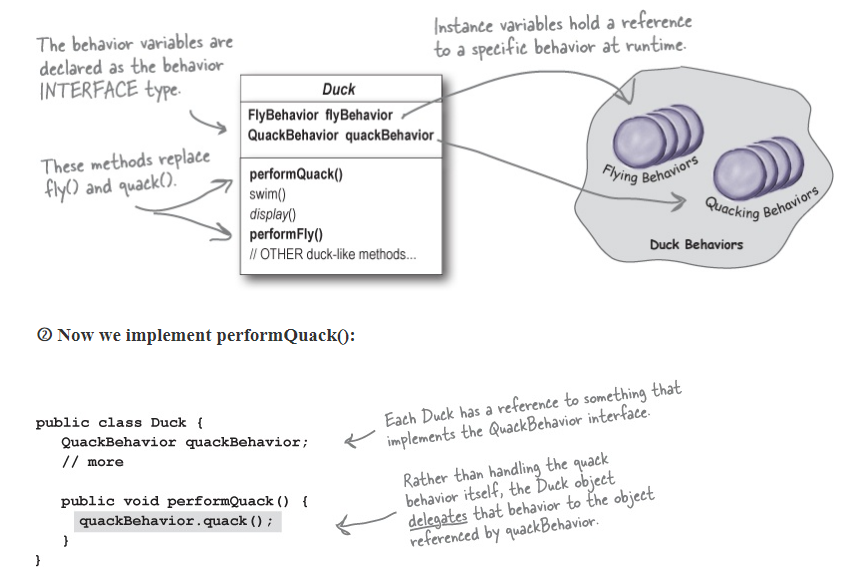 The behavior variables are
declared as the behavior
INTERFACE type.
Instance variables hold a reference
to a specific behavior at runtime.
These methods replace
fly() and quack().
Duck
FlyBehavior flyBehavior
QuackBehavior quackBehavior
performQuack()
swim()
display()
performFly()
// OTHER duck-like methods...
Flying Behaviors
Quacking Behaviors
Duck Behaviors
② Now we implement performQuack():
public class Duck {
QuackBehavior quackBehavior;
// more
public void performQuack() {
quackBehavior.quack();
}
}
Each Duck has a reference to something that
implements the QuackBehavior interface.
Rather than handling the quack
behavior itself, the Duck object
delegates that behavior to the object
referenced by quackBehavior.